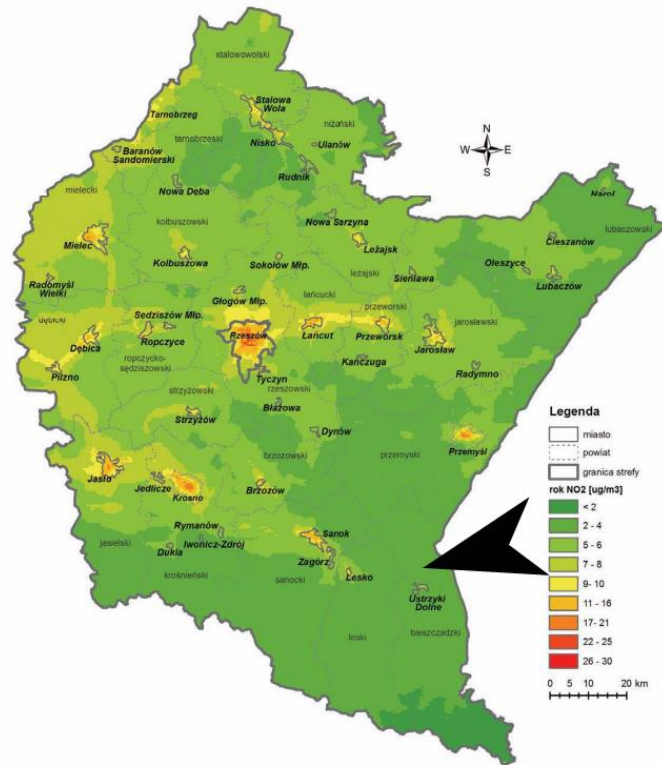 stalowowolski
Stalowa
Wola
Tarnobrzeg
niżański
N
W E
S
tarnobrzeski
Nisko
Ulanów
Baranów
Sandomierski
Rudnik
mielecki
Nowa Dęba
Narol
lubaczowski
kolbuszowski
Nowa Sarzyna
Cieszanów
Mielec
Leżajsk
Kolbuszowa
Sokołów Młp.
Oleszyce
leżajski
Sieniawa
Lubaczów
Radomyśl
Wielki
Głogów Młp.
łańcucki
przeworski
dębicki
Sedziszów Młp.
jarosławski
Rzeszów
Łańcut
Przeworsk
Dębica
Ropczyce
Jarosław
ropczycko-
sędziszowski
Kańczuga
Pilzno
Tyczyn
Radymno
strzyżowski
rzeszowski
Błażowa
Strzyżów
Dynów
Przemyśl
brzozowski
przemyski
Jasło
Jedlicze
Krosno
Brzozów
Rymanów
Sanok
jasielski
Iwonicz-Zdrój
Dukla
Zagórz
krośnieński
sanocki
Lesko
Ustrzyki
Dolne
leski
bieszczadzki
Legenda
miasto
powiat
granica strefy
rok NO2 [ug/m3]
< 2
2 - 4
5 - 6
7 - 8
9- 10
11 - 16
17 - 21
22 - 25
26 - 30
0 5 10 20 km